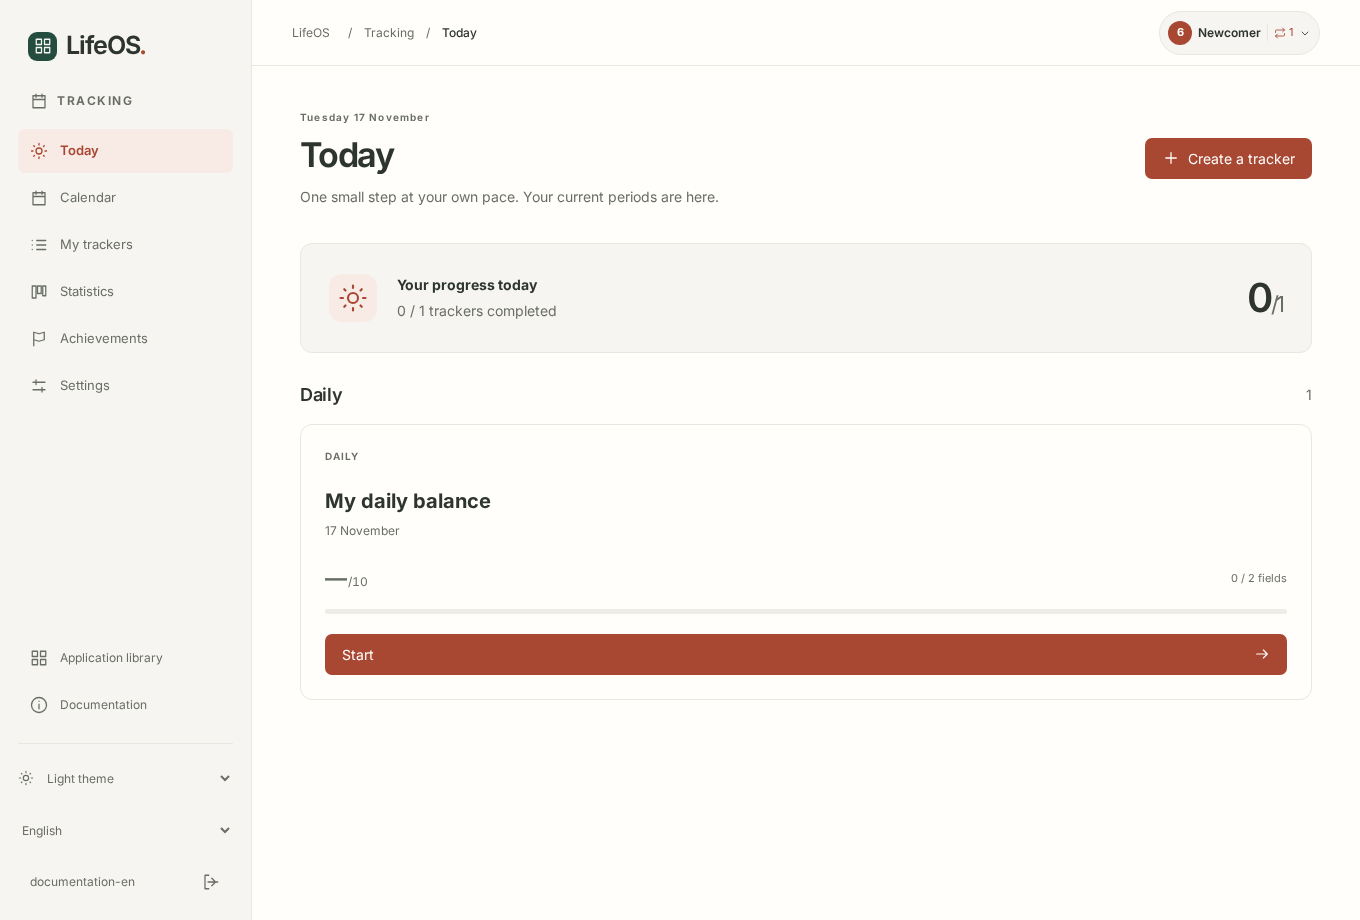 LifeOS.
TRACKING
Today
Calendar
My trackers
Statistics
Achievements
Settings
Application library
Documentation
Light theme
English
documentation-en
LifeOS / Tracking / Today
6 Newcomer 1
Tuesday 17 November
Today
One small step at your own pace. Your current periods are here.
Create a tracker
Your progress today
0 / 1 trackers completed
0/1
Daily
1
DAILY
My daily balance
17 November
—/10
0 / 2 fields
Start